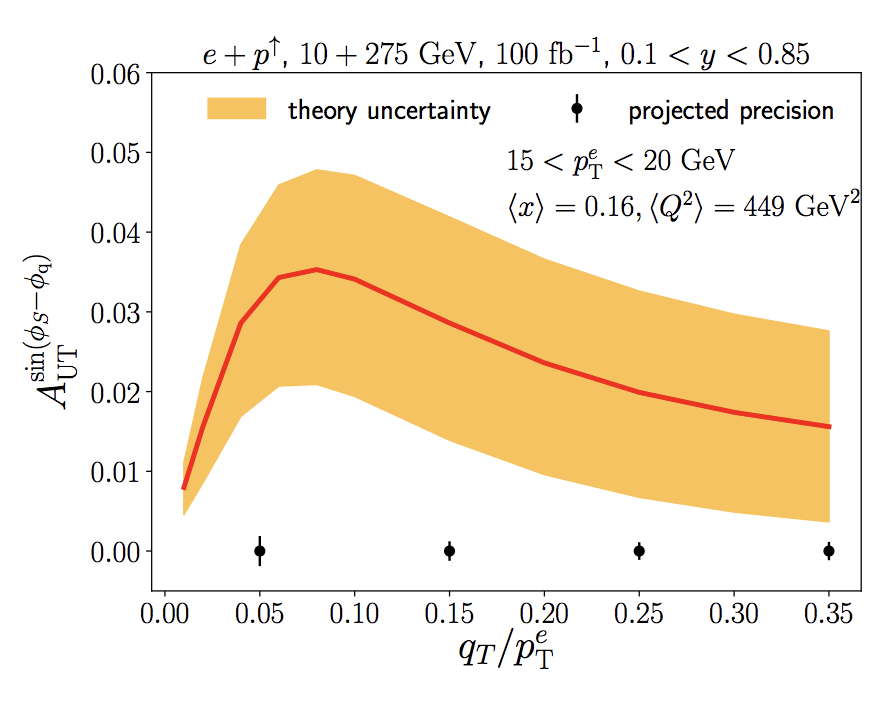 e + p↑, 10 + 275 GeV, 100 fb⁻¹, 0.1 < y < 0.85
theory uncertainty
projected precision
15 < pᵉ_T < 20 GeV
⟨x⟩ = 0.16, ⟨Q²⟩ = 449 GeV²
0.06
0.05
0.04
0.03
0.02
0.01
0.00
A_UT^sin(ϕ_S−ϕ_q)
0.00 0.05 0.10 0.15 0.20 0.25 0.30 0.35
q_T/pᵉ_T